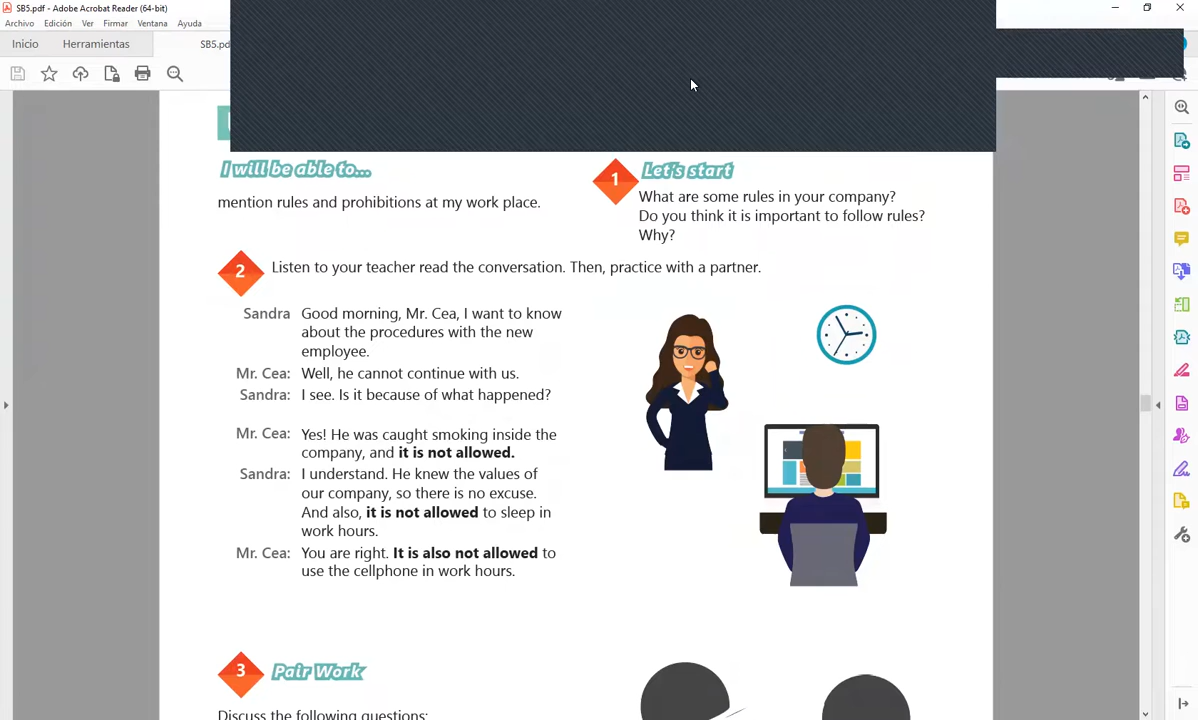 SB5.pdf - Adobe Acrobat Reader (64-bit)
Archivo Edición Ver Firmar Ventana Ayuda
Inicio Herramientas
I will be able to...
mention rules and prohibitions at my work place.
1 Let's start
What are some rules in your company?
Do you think it is important to follow rules?
Why?
2 Listen to your teacher read the conversation. Then, practice with a partner.
Sandra Good morning, Mr. Cea, I want to know
about the procedures with the new
employee.
Mr. Cea: Well, he cannot continue with us.
Sandra: I see. Is it because of what happened?
Mr. Cea: Yes! He was caught smoking inside the
company, and it is not allowed.
Sandra: I understand. He knew the values of
our company, so there is no excuse.
And also, it is not allowed to sleep in
work hours.
Mr. Cea: You are right. It is also not allowed to
use the cellphone in work hours.
3 Pair Work
Discuss the following questions: